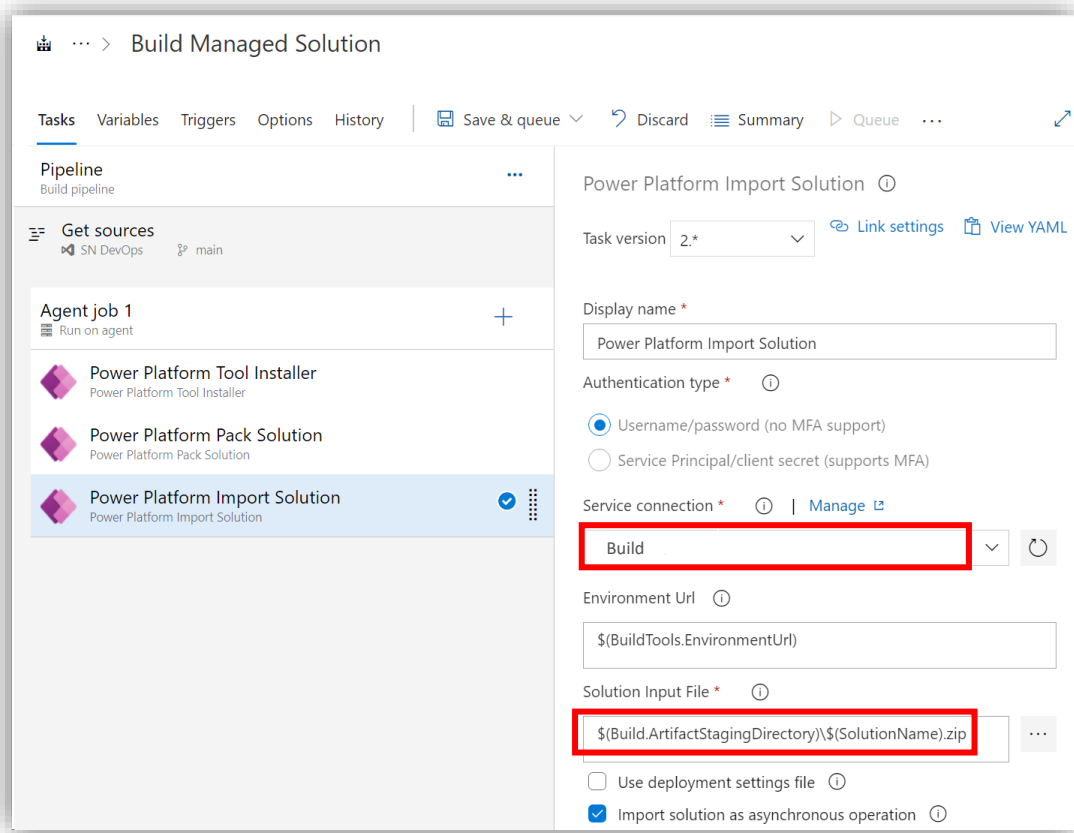 ··· > Build Managed Solution
Tasks Variables Triggers Options History Save & queue Discard Summary Queue ···
Pipeline
Build pipeline
Get sources
SN DevOps main
Agent job 1
Run on agent
Power Platform Tool Installer
Power Platform Tool Installer
Power Platform Pack Solution
Power Platform Pack Solution
Power Platform Import Solution
Power Platform Import Solution
Power Platform Import Solution
Task version 2.* Link settings View YAML
Display name *
Power Platform Import Solution
Authentication type *
Username/password (no MFA support)
Service Principal/client secret (supports MFA)
Service connection * | Manage
Build
Environment Url
$(BuildTools.EnvironmentUrl)
Solution Input File *
$(Build.ArtifactStagingDirectory)\$(SolutionName).zip
Use deployment settings file
Import solution as asynchronous operation